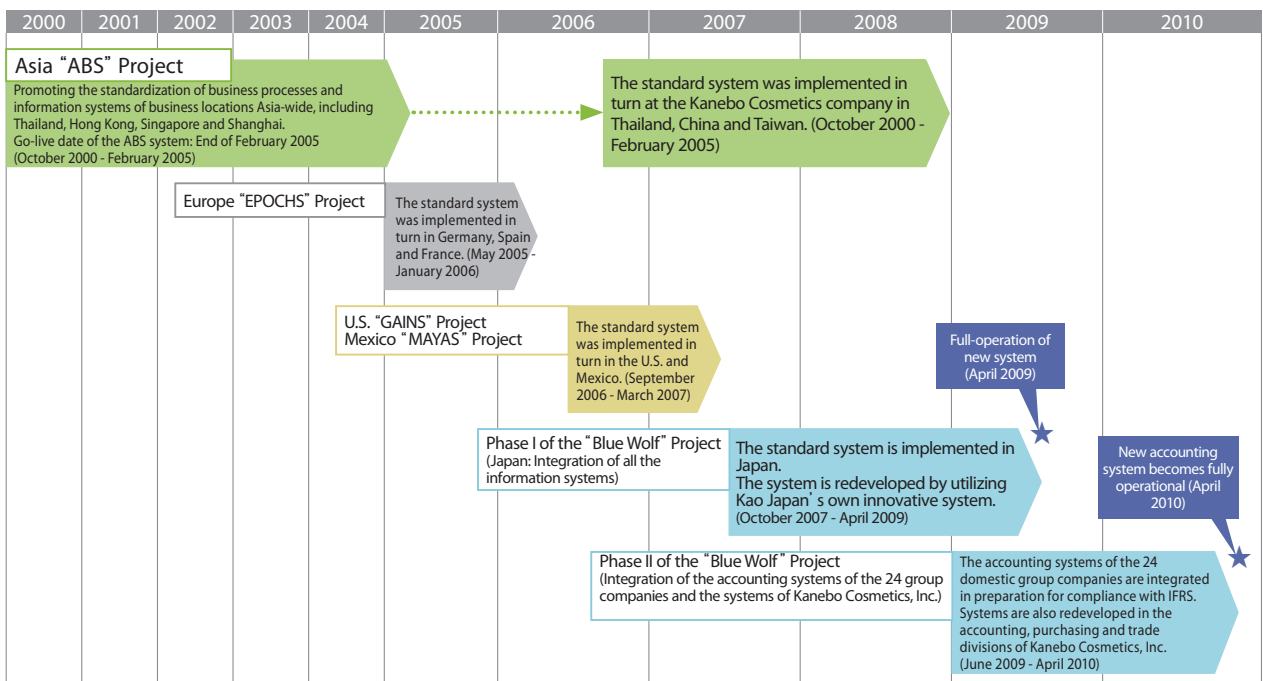 2000 2001 2002 2003 2004 2005 2006 2007 2008 2009 2010
Asia “ABS” Project
Promoting the standardization of business processes and
information systems of business locations Asia-wide, including
Thailand, Hong Kong, Singapore and Shanghai.
Go-live date of the ABS system: End of February 2005
(October 2000 - February 2005)
The standard system was implemented in
turn at the Kanebo Cosmetics company in
Thailand, China and Taiwan. (October 2000 -
February 2005)
Europe “EPOCHS” Project
The standard system
was implemented in
turn in Germany, Spain
and France. (May 2005 -
January 2006)
U.S. “GAINS” Project
Mexico “MAYAS” Project
The standard system
was implemented in
turn in the U.S. and
Mexico. (September
2006 - March 2007)
Full-operation of
new system
(April 2009)
Phase I of the “Blue Wolf” Project
(Japan: Integration of all the
information systems)
The standard system is implemented in
Japan.
The system is redeveloped by utilizing
Kao Japan’s own innovative system.
(October 2007 - April 2009)
New accounting
system becomes fully
operational (April
2010)
Phase II of the “Blue Wolf” Project
(Integration of the accounting systems of the 24 group
companies and the systems of Kanebo Cosmetics, Inc.)
The accounting systems of the 24
domestic group companies are integrated
in preparation for compliance with IFRS.
Systems are also redeveloped in the
accounting, purchasing and trade
divisions of Kanebo Cosmetics, Inc.
(June 2009 - April 2010)